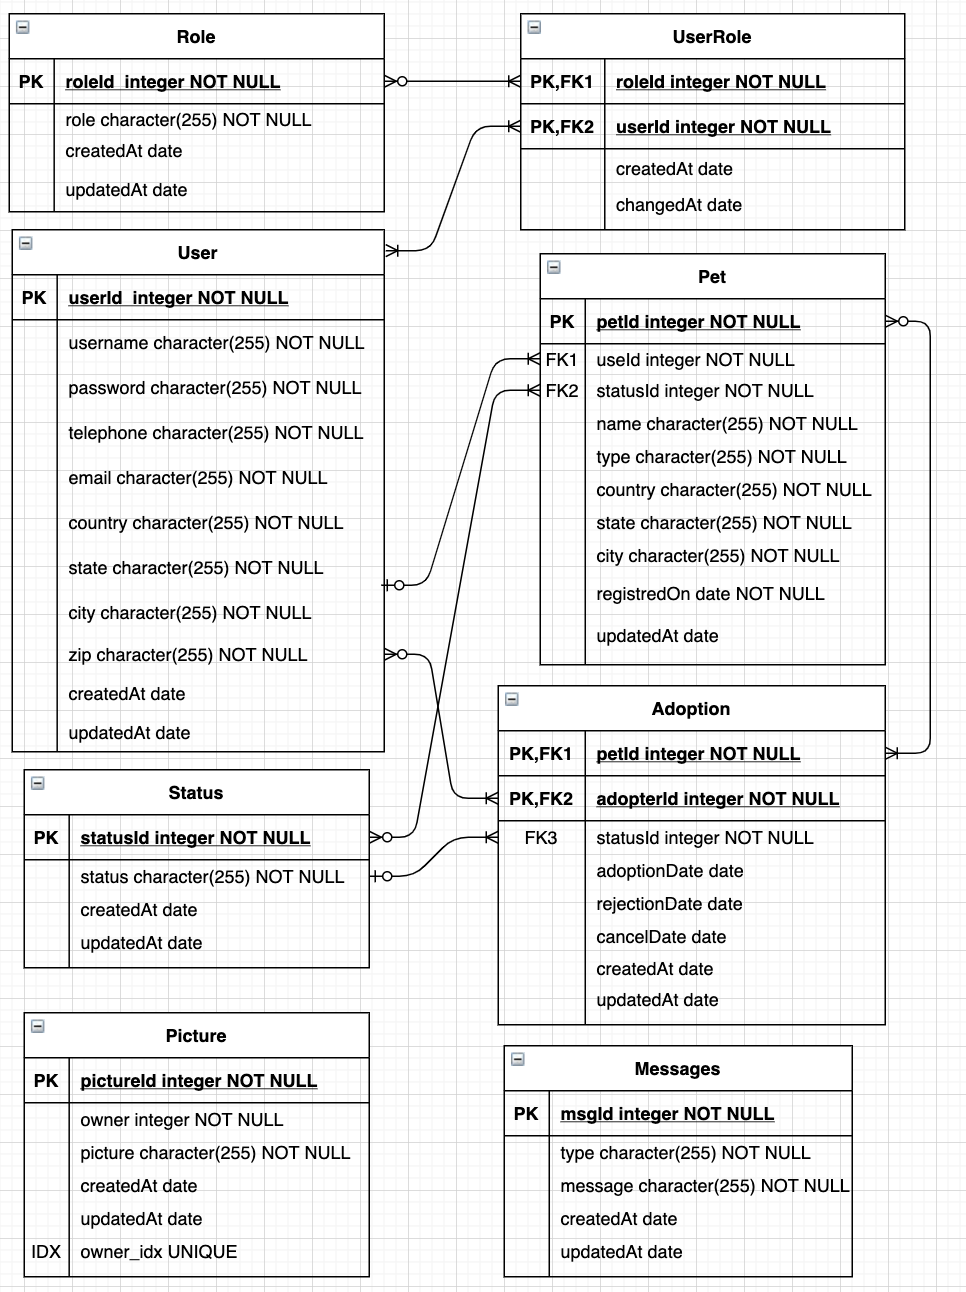 Role
PK roleId integer NOT NULL
role character(255) NOT NULL
createdAt date
updatedAt date
UserRole
PK,FK1 roleId integer NOT NULL
PK,FK2 userId integer NOT NULL
createdAt date
changedAt date
User
PK userId integer NOT NULL
username character(255) NOT NULL
password character(255) NOT NULL
telephone character(255) NOT NULL
email character(255) NOT NULL
country character(255) NOT NULL
state character(255) NOT NULL
city character(255) NOT NULL
zip character(255) NOT NULL
createdAt date
updatedAt date
Pet
PK petId integer NOT NULL
FK1 useId integer NOT NULL
FK2 statusId integer NOT NULL
name character(255) NOT NULL
type character(255) NOT NULL
country character(255) NOT NULL
state character(255) NOT NULL
city character(255) NOT NULL
registredOn date NOT NULL
updatedAt date
Adoption
PK,FK1 petId integer NOT NULL
PK,FK2 adopterId integer NOT NULL
FK3 statusId integer NOT NULL
adoptionDate date
rejectionDate date
cancelDate date
createdAt date
updatedAt date
Status
PK statusId integer NOT NULL
status character(255) NOT NULL
createdAt date
updatedAt date
Picture
PK pictureId integer NOT NULL
owner integer NOT NULL
picture character(255) NOT NULL
createdAt date
updatedAt date
IDX owner_idx UNIQUE
Messages
PK msgId integer NOT NULL
type character(255) NOT NULL
message character(255) NOT NULL
createdAt date
updatedAt date